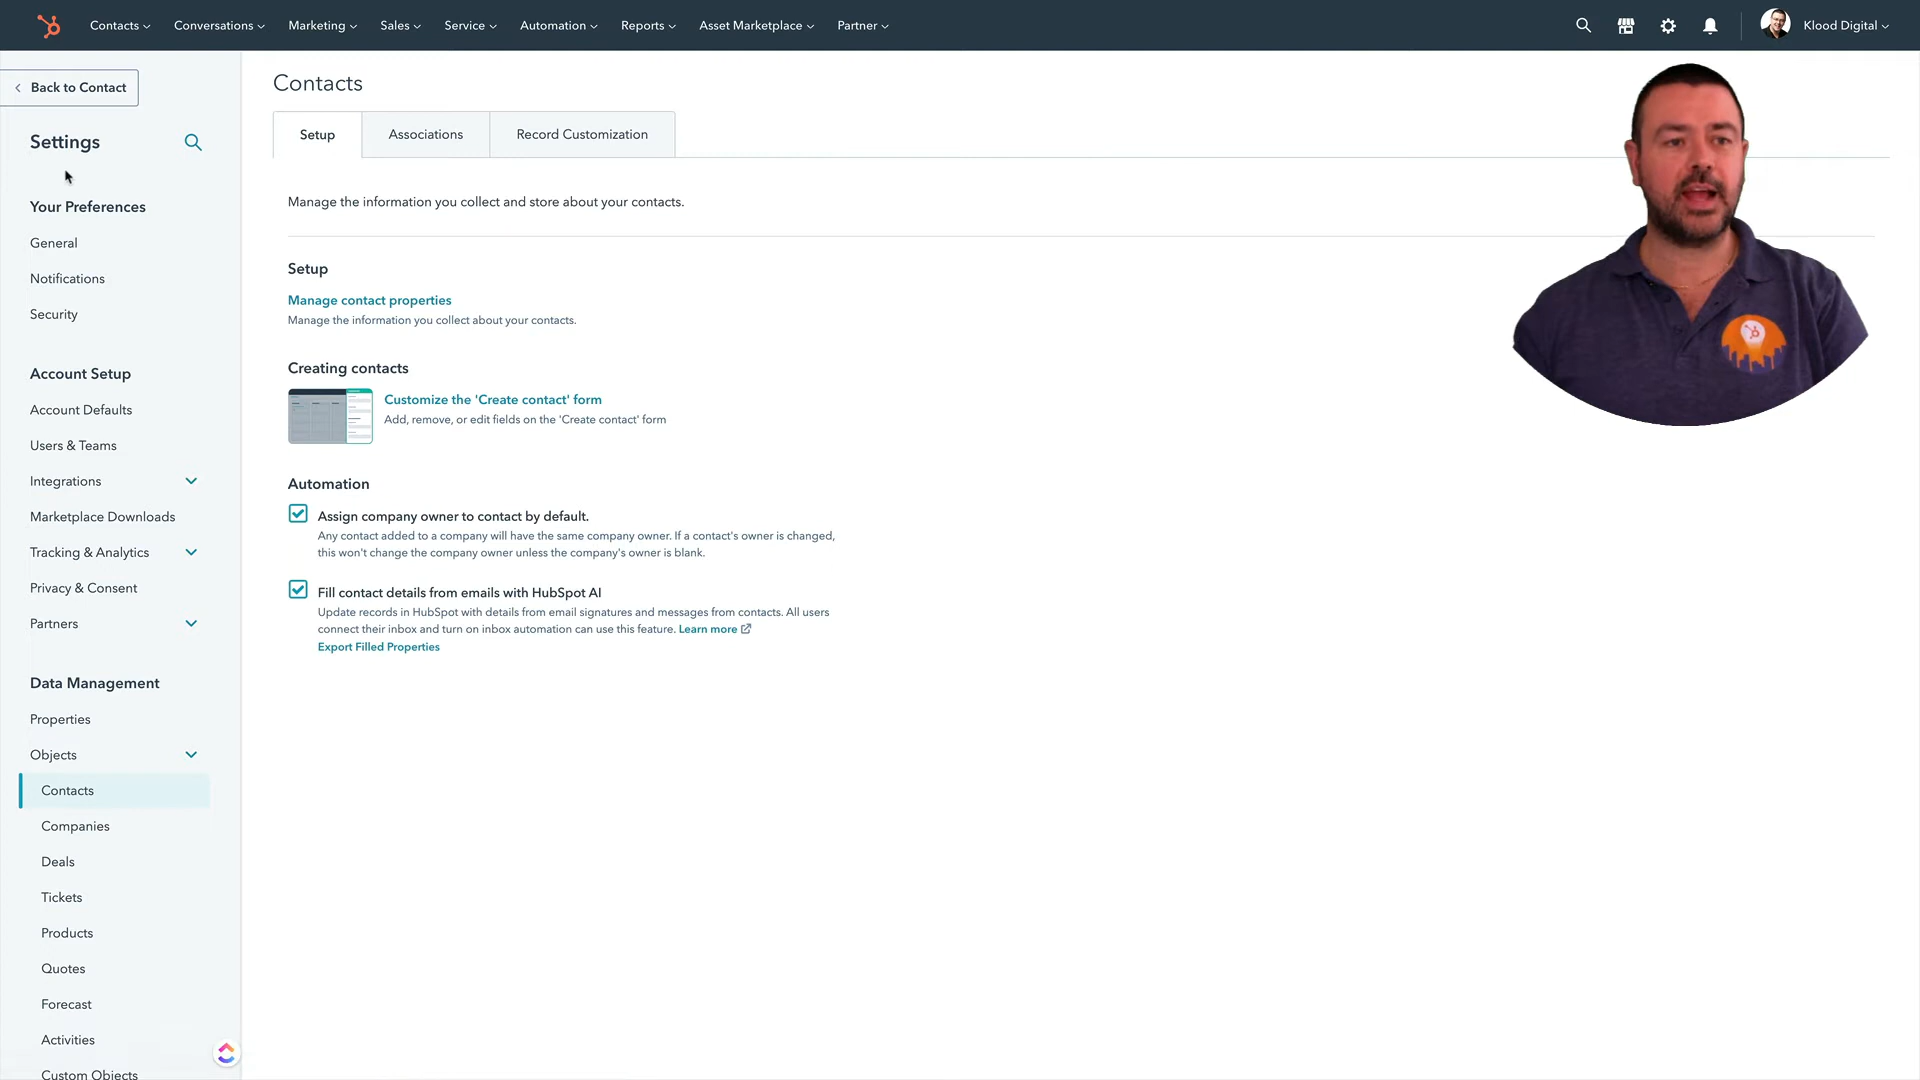 Contacts
Conversations
Marketing
Sales
Service
Automation
Reports
Asset Marketplace
Partner
Klood Digital
Back to Contact
Settings
Your Preferences
General
Notifications
Security
Account Setup
Account Defaults
Users & Teams
Integrations
Marketplace Downloads
Tracking & Analytics
Privacy & Consent
Partners
Data Management
Properties
Objects
Contacts
Companies
Deals
Tickets
Products
Quotes
Forecast
Activities
Custom Objects
Contacts
Setup
Associations
Record Customization
Manage the information you collect and store about your contacts.
Setup
Manage contact properties
Manage the information you collect about your contacts.
Creating contacts
Customize the 'Create contact' form
Add, remove, or edit fields on the 'Create contact' form
Automation
Assign company owner to contact by default.
Any contact added to a company will have the same company owner. If a contact's owner is changed,
this won't change the company owner unless the company's owner is blank.
Fill contact details from emails with HubSpot AI
Update records in HubSpot with details from email signatures and messages from contacts. All users
connect their inbox and turn on inbox automation can use this feature. Learn more
Export Filled Properties